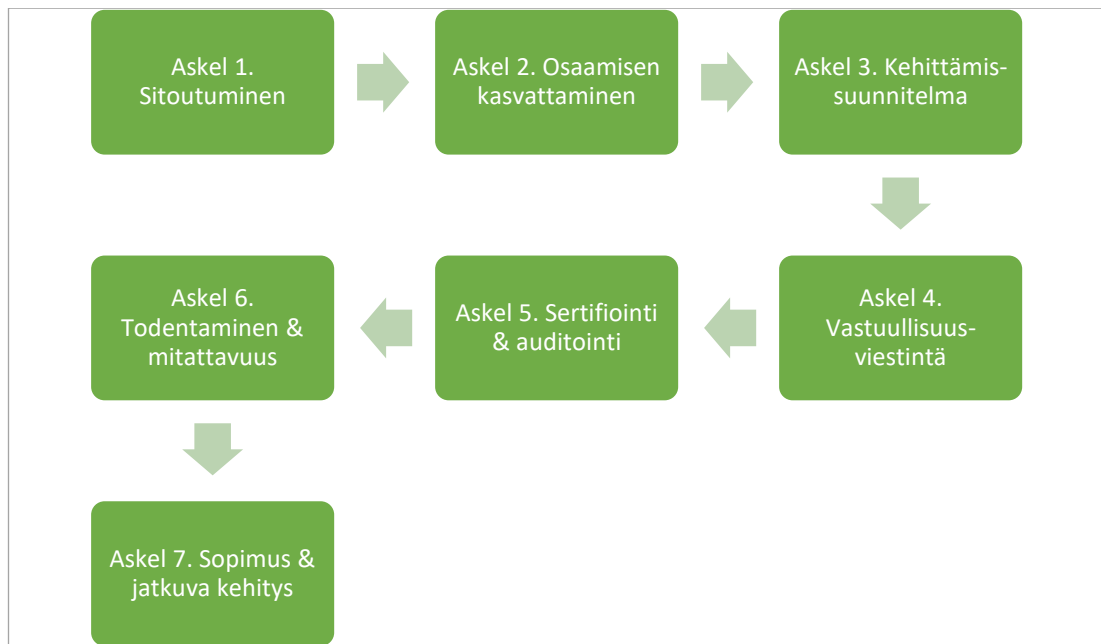 Askel 1.
Sitoutuminen
Askel 2. Osaamisen
kasvattaminen
Askel 3. Kehittämis-
suunnitelma
Askel 4.
Vastuullisuus-
viestintä
Askel 5. Sertifiointi
& auditointi
Askel 6.
Todentaminen &
mitattavuus
Askel 7. Sopimus &
jatkuva kehitys